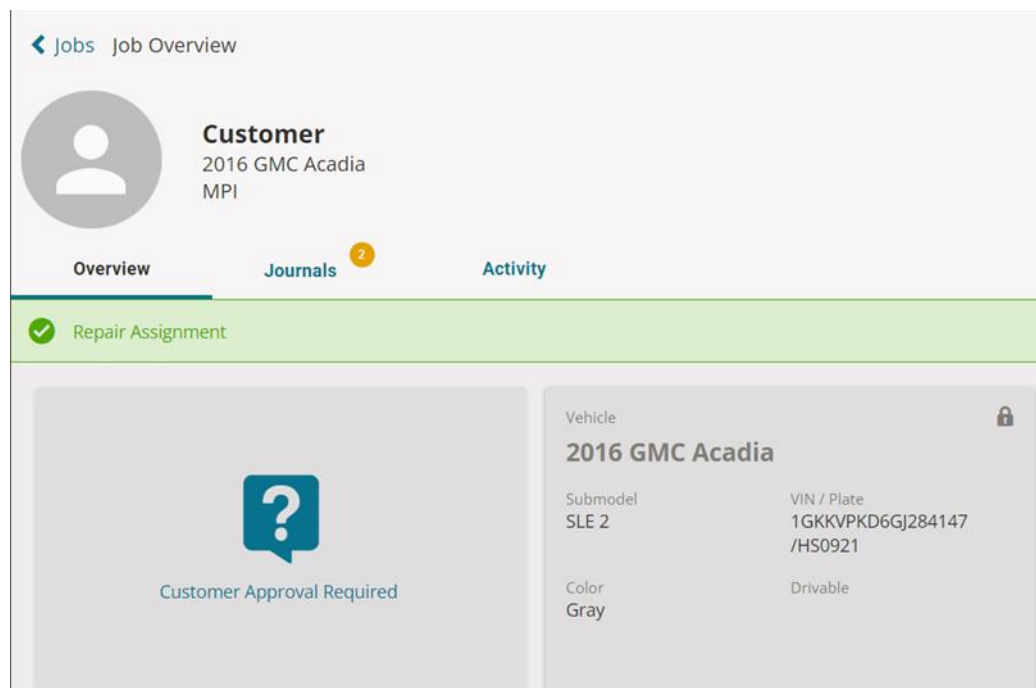 Jobs Job Overview
Customer
2016 GMC Acadia
MPI
Overview Journals 2 Activity
Repair Assignment
?
Customer Approval Required
Vehicle
2016 GMC Acadia
Submodel VIN / Plate
SLE 2 1GKKVPKD6GJ284147
/HS0921
Color Drivable
Gray